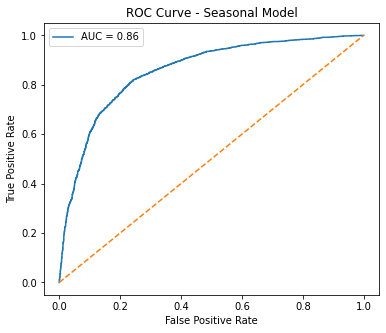 ROC Curve - Seasonal Model
AUC = 0.86
True Positive Rate
1.0
0.8
0.6
0.4
0.2
0.0
0.0 0.2 0.4 0.6 0.8 1.0
False Positive Rate